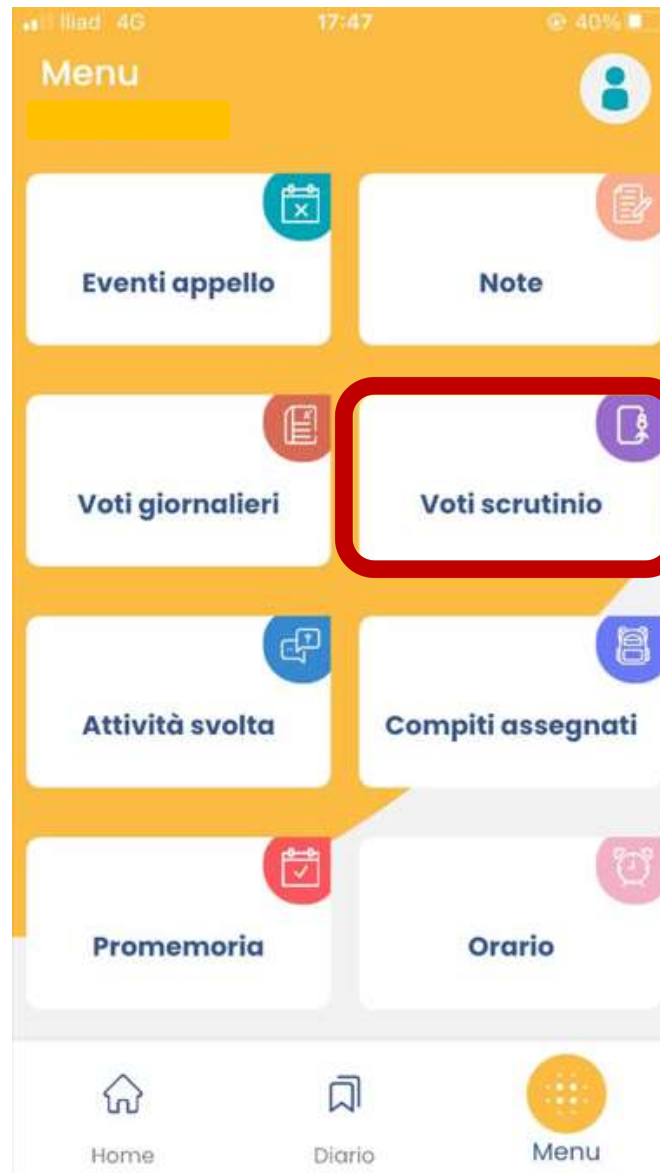 Iliad 4G 17:47 40%
Menu
Eventi appello Note
Voti giornalieri Voti scrutinio
Attività svolta Compiti assegnati
Promemoria Orario
Home Diario Menu